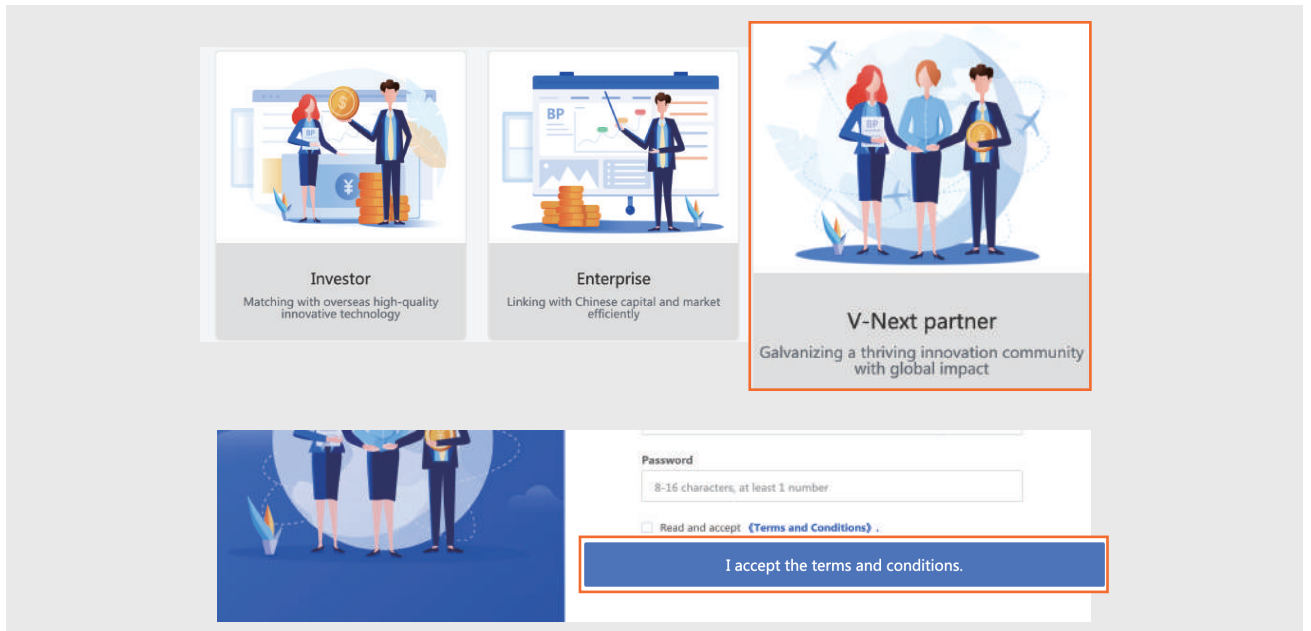 BP
BP
BP
Investor
Matching with overseas high-quality
innovative technology
Enterprise
Linking with Chinese capital and market
efficiently
V-Next partner
Galvanizing a thriving innovation community
with global impact
Password
8-16 characters, at least 1 number
Read and accept 《Terms and Conditions》.
I accept the terms and conditions.